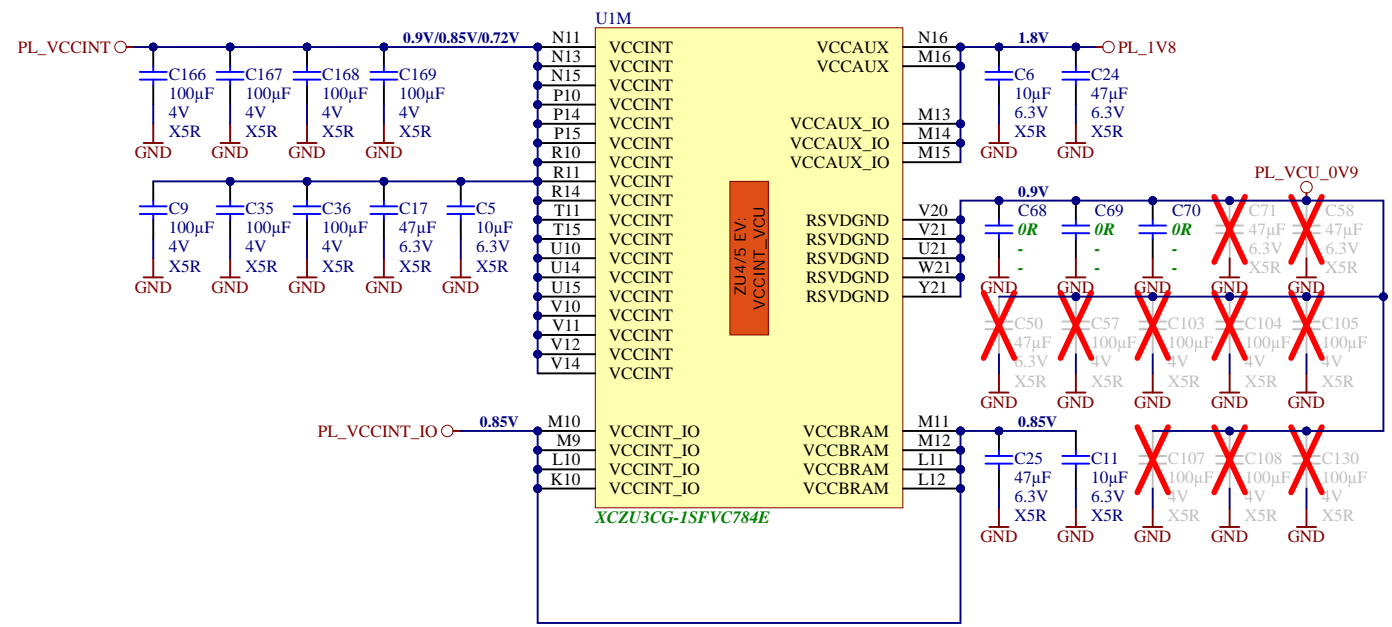 U1M
PL_VCCINT
0.9V/0.85V/0.72V
N11 VCCINT
N13 VCCINT
N15 VCCINT
P10 VCCINT
P14 VCCINT
P15 VCCINT
R10 VCCINT
R11 VCCINT
R14 VCCINT
T11 VCCINT
T15 VCCINT
U10 VCCINT
U14 VCCINT
U15 VCCINT
V10 VCCINT
V11 VCCINT
V12 VCCINT
V14 VCCINT
C166 C167 C168 C169
100µF 100µF 100µF 100µF
4V 4V 4V 4V
X5R X5R X5R X5R
GND GND GND GND
C9 C35 C36 C17 C5
100µF 100µF 100µF 47µF 10µF
4V 4V 4V 6.3V 6.3V
X5R X5R X5R X5R X5R
GND GND GND GND GND
PL_VCCINT_IO
0.85V
M10 VCCINT_IO
M9 VCCINT_IO
L10 VCCINT_IO
K10 VCCINT_IO
ZU4/5 EV:
VCCINT_VCU
XCZU3CG-1SFVC784E
VCCAUX N16
VCCAUX M16
VCCAUX_IO M13
VCCAUX_IO M14
VCCAUX_IO M15
1.8V
PL_1V8
C6 C24
10µF 47µF
6.3V 6.3V
X5R X5R
GND GND
RSVDGND V20
RSVDGND V21
RSVDGND U21
RSVDGND W21
RSVDGND Y21
PL_VCU_0V9
0.9V
C68 C69 C70 C71 C58
0R 0R 0R 47µF 47µF
- - - 6.3V 6.3V
- - - X5R X5R
GND GND GND GND GND
C50 C57 C103 C104 C105
47µF 100µF 100µF 100µF 100µF
6.3V 4V 4V 4V 4V
X5R X5R X5R X5R X5R
GND GND GND GND GND
VCCBRAM M11
VCCBRAM M12
VCCBRAM L11
VCCBRAM L12
0.85V
C25 C11 C107 C108 C130
47µF 10µF 100µF 100µF 100µF
6.3V 6.3V 4V 4V 4V
X5R X5R X5R X5R X5R
GND GND GND GND GND